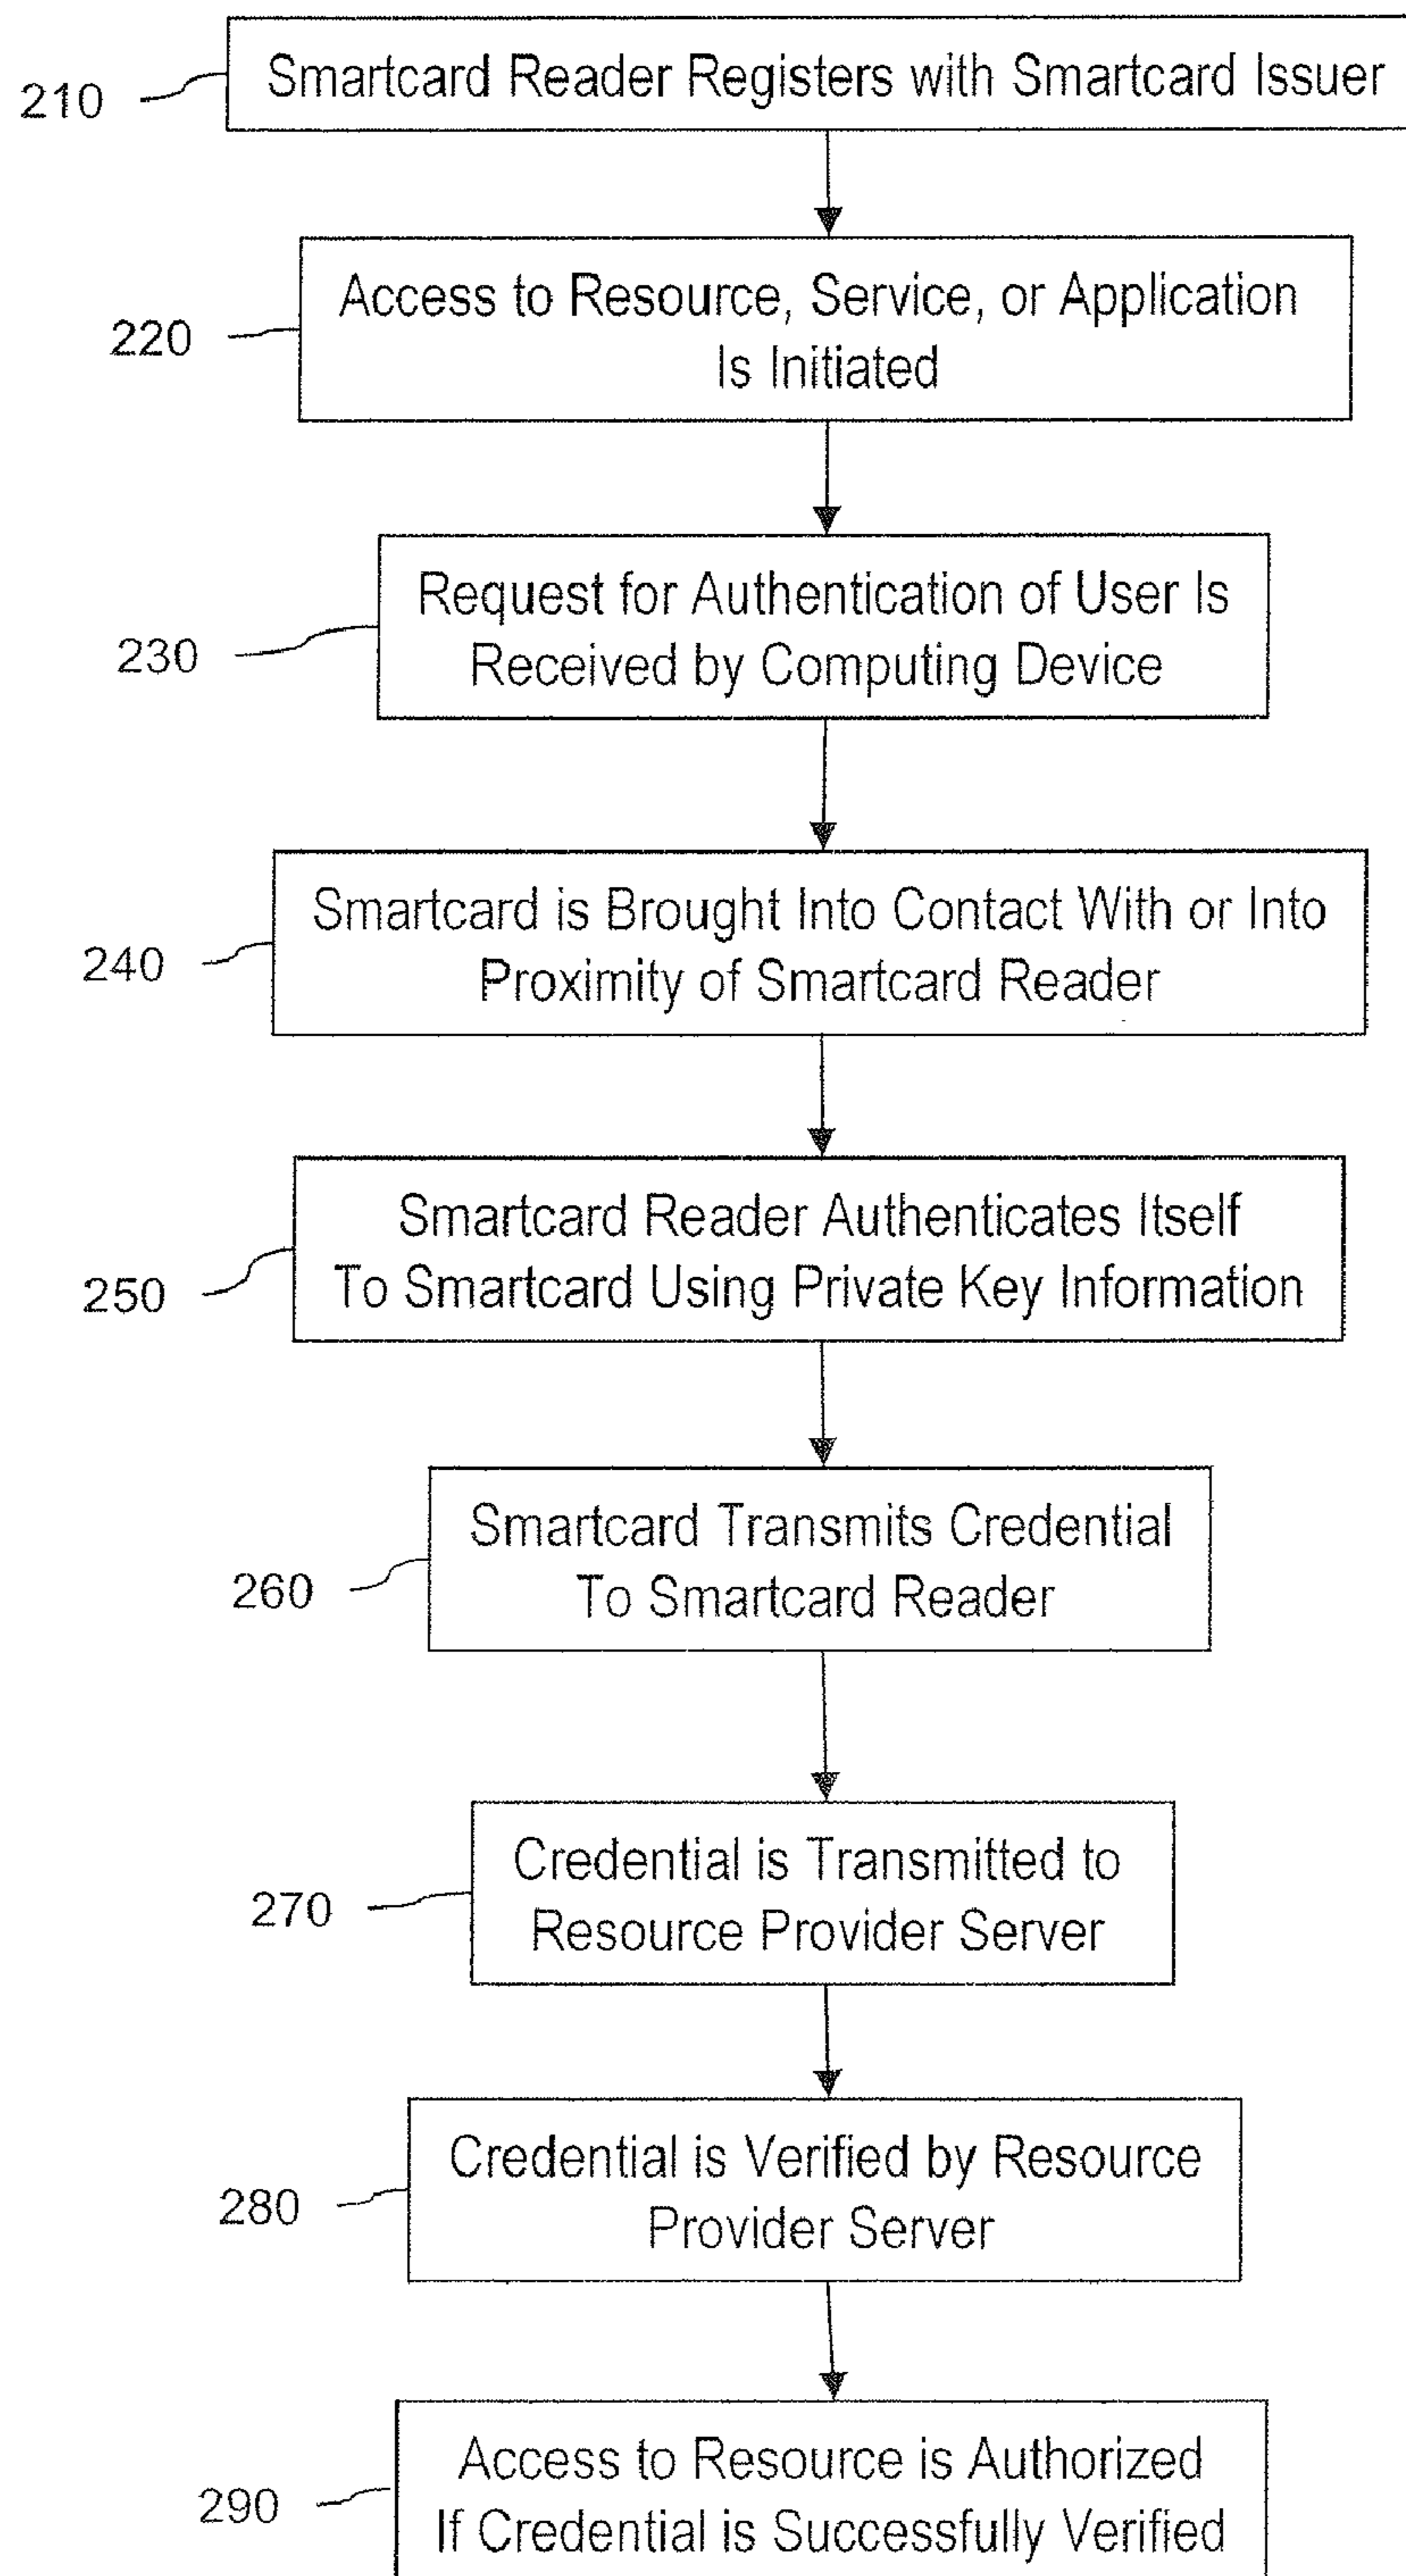 210
Smartcard Reader Registers with Smartcard Issuer
220
Access to Resource, Service, or Application
Is Initiated
230
Request for Authentication of User Is
Received by Computing Device
240
Smartcard is Brought Into Contact With or Into
Proximity of Smartcard Reader
250
Smartcard Reader Authenticates Itself
To Smartcard Using Private Key Information
260
Smartcard Transmits Credential
To Smartcard Reader
270
Credential is Transmitted to
Resource Provider Server
280
Credential is Verified by Resource
Provider Server
290
Access to Resource is Authorized
If Credential is Successfully Verified